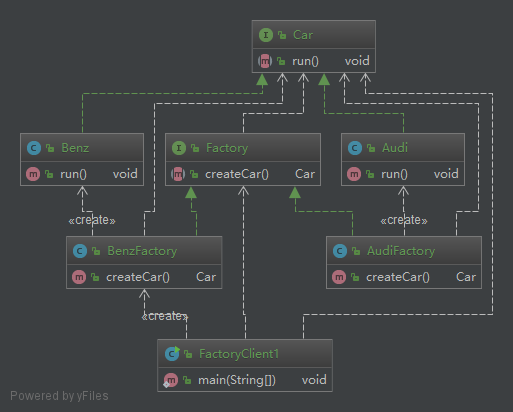 Car
run() void
Benz
run() void
Factory
createCar() Car
Audi
run() void
«create»
«create»
BenzFactory
createCar() Car
AudiFactory
createCar() Car
«create»
FactoryClient1
main(String[]) void
Powered by yFiles